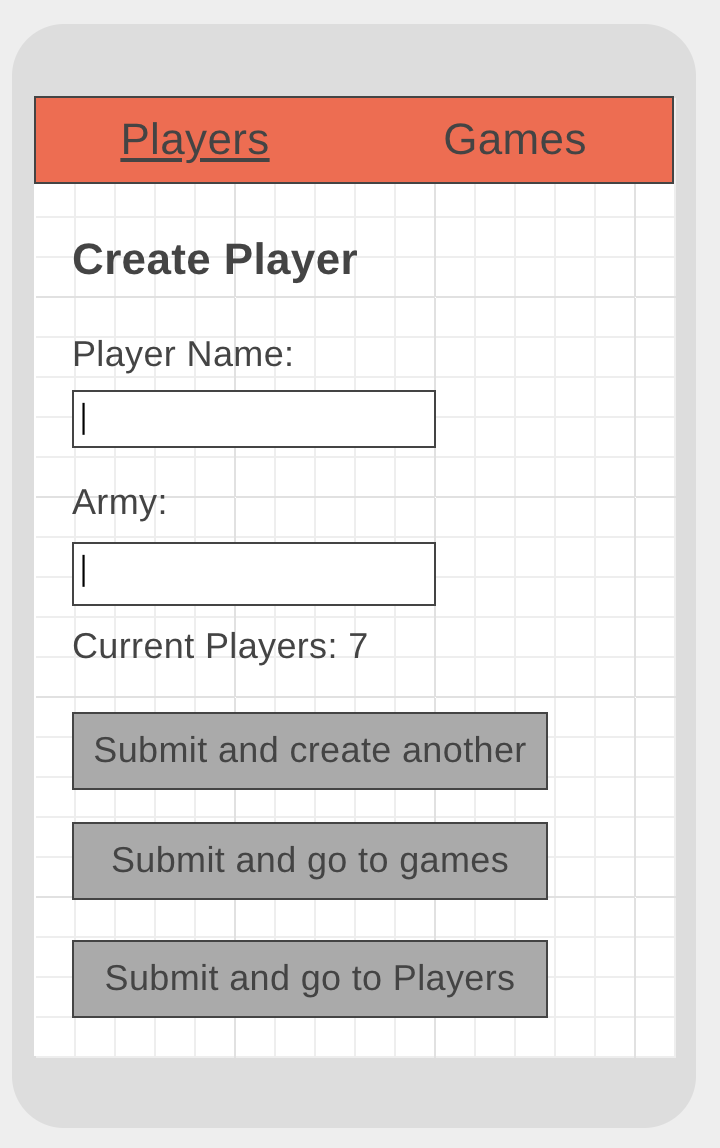 Players Games
Create Player
Player Name:
Army:
Current Players: 7
Submit and create another
Submit and go to games
Submit and go to Players